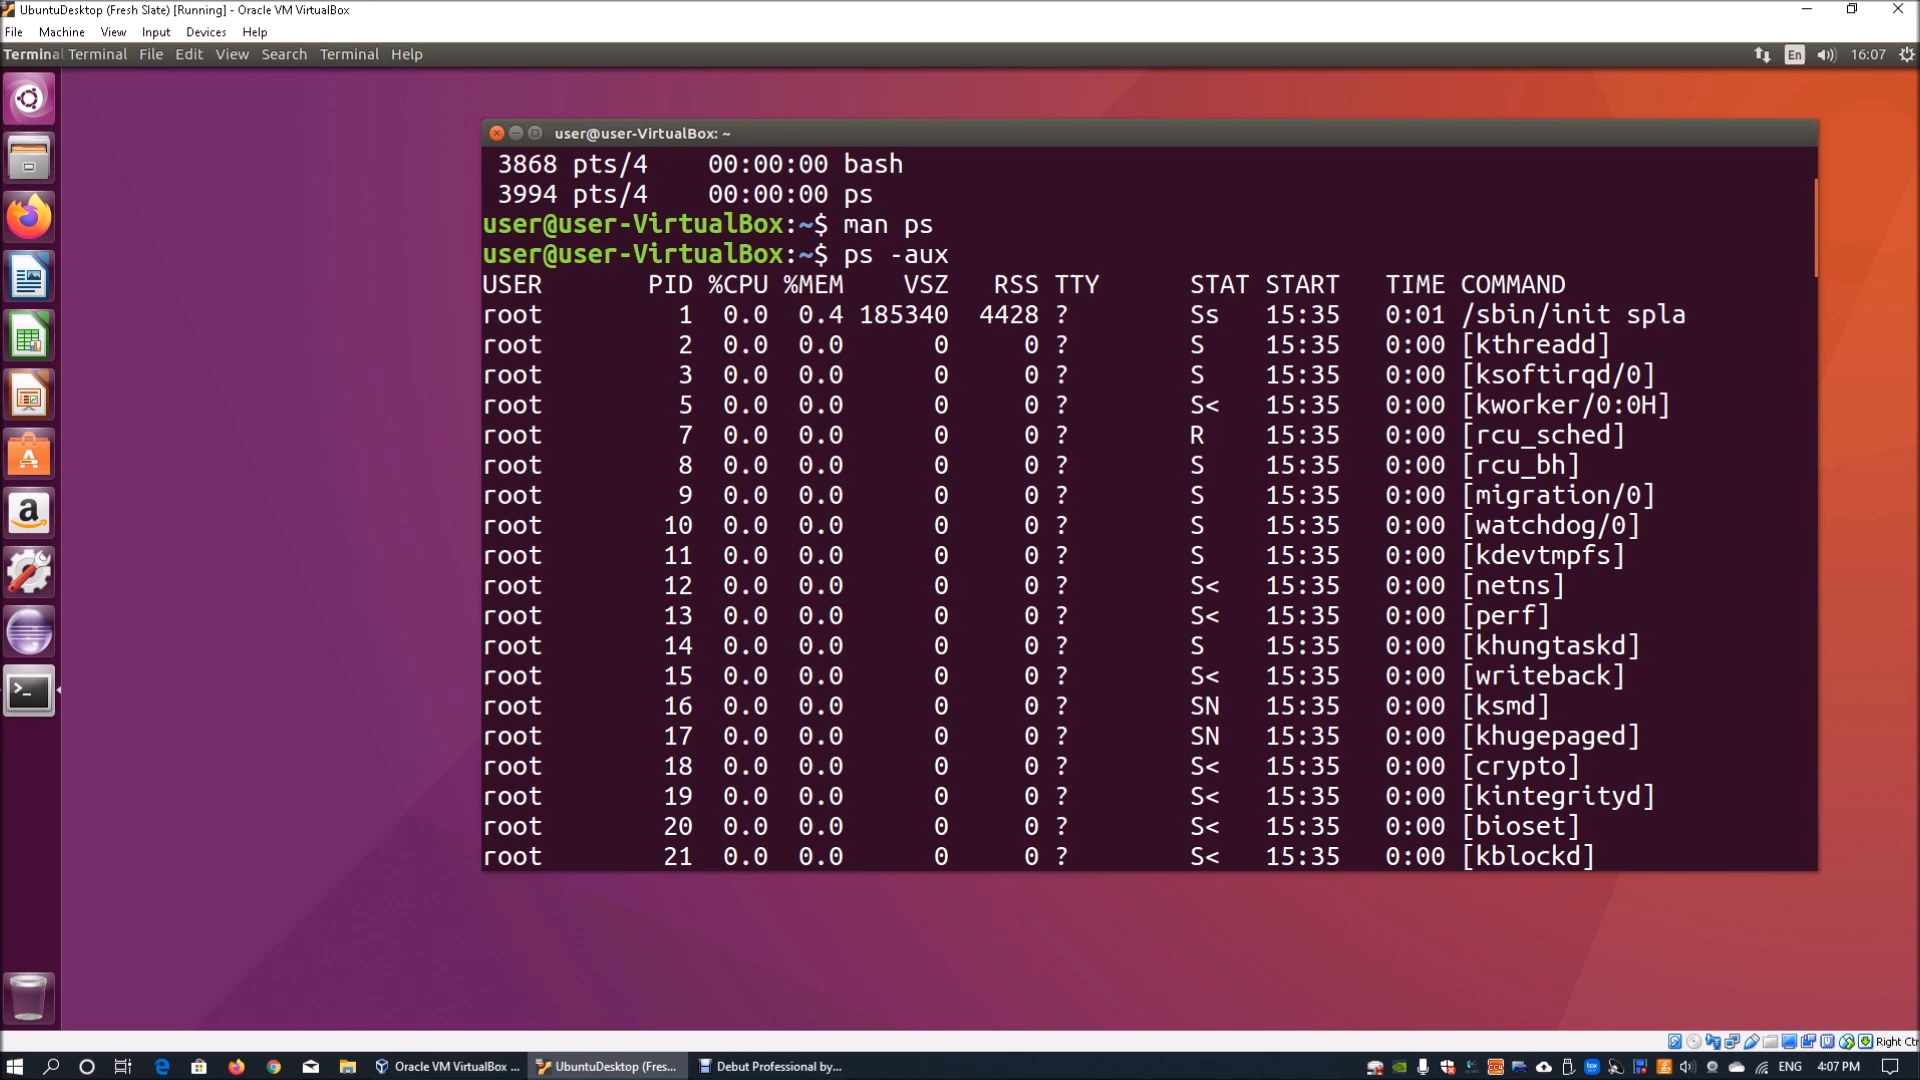 UbuntuDesktop (Fresh Slate) [Running] - Oracle VM VirtualBox
File Machine View Input Devices Help
Terminal Terminal File Edit View Search Terminal Help En 16:07
user@user-VirtualBox: ~
3868 pts/4 00:00:00 bash
3994 pts/4 00:00:00 ps
user@user-VirtualBox:~$ man ps
user@user-VirtualBox:~$ ps -aux
USER PID %CPU %MEM VSZ RSS TTY STAT START TIME COMMAND
root 1 0.0 0.4 185340 4428 ? Ss 15:35 0:01 /sbin/init spla
root 2 0.0 0.0 0 0 ? S 15:35 0:00 [kthreadd]
root 3 0.0 0.0 0 0 ? S 15:35 0:00 [ksoftirqd/0]
root 5 0.0 0.0 0 0 ? S< 15:35 0:00 [kworker/0:0H]
root 7 0.0 0.0 0 0 ? R 15:35 0:00 [rcu_sched]
root 8 0.0 0.0 0 0 ? S 15:35 0:00 [rcu_bh]
root 9 0.0 0.0 0 0 ? S 15:35 0:00 [migration/0]
root 10 0.0 0.0 0 0 ? S 15:35 0:00 [watchdog/0]
root 11 0.0 0.0 0 0 ? S 15:35 0:00 [kdevtmpfs]
root 12 0.0 0.0 0 0 ? S< 15:35 0:00 [netns]
root 13 0.0 0.0 0 0 ? S< 15:35 0:00 [perf]
root 14 0.0 0.0 0 0 ? S 15:35 0:00 [khungtaskd]
root 15 0.0 0.0 0 0 ? S< 15:35 0:00 [writeback]
root 16 0.0 0.0 0 0 ? SN 15:35 0:00 [ksmd]
root 17 0.0 0.0 0 0 ? SN 15:35 0:00 [khugepaged]
root 18 0.0 0.0 0 0 ? S< 15:35 0:00 [crypto]
root 19 0.0 0.0 0 0 ? S< 15:35 0:00 [kintegrityd]
root 20 0.0 0.0 0 0 ? S< 15:35 0:00 [bioset]
root 21 0.0 0.0 0 0 ? S< 15:35 0:00 [kblockd]
Right Ctr
Oracle VM VirtualBox ... UbuntuDesktop (Fres... Debut Professional by... ENG 4:07 PM